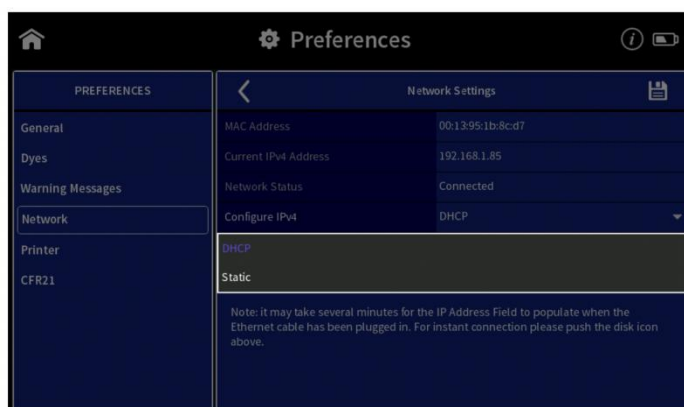 Preferences
PREFERENCES
General
Dyes
Warning Messages
Network
Printer
CFR21
Network Settings
MAC Address 00:13:95:1b:8c:d7
Current IPv4 Address 192.168.1.85
Network Status Connected
Configure IPv4 DHCP
DHCP
Static
Note: it may take several minutes for the IP Address Field to populate when the
Ethernet cable has been plugged in. For instant connection please push the disk icon
above.